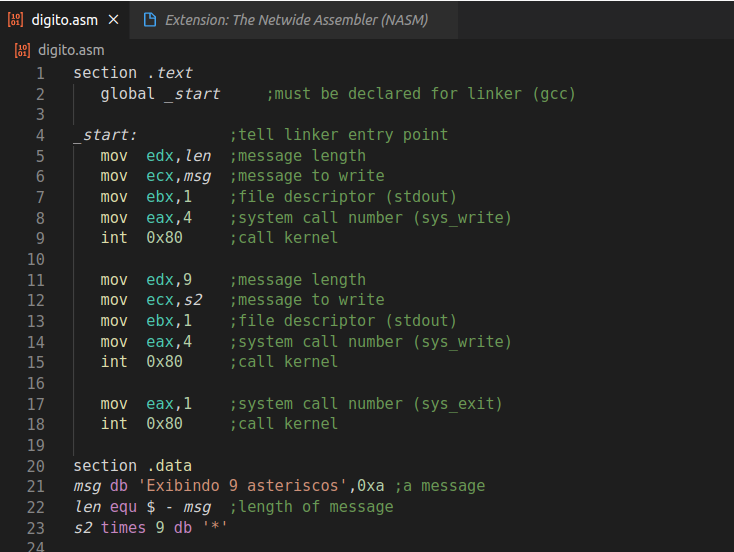 digito.asm × Extension: The Netwide Assembler (NASM)
digito.asm
1 section .text
2    global _start     ;must be declared for linker (gcc)
3
4 _start:          ;tell linker entry point
5    mov  edx,len  ;message length
6    mov  ecx,msg  ;message to write
7    mov  ebx,1    ;file descriptor (stdout)
8    mov  eax,4    ;system call number (sys_write)
9    int  0x80     ;call kernel
10
11    mov  edx,9    ;message length
12    mov  ecx,s2   ;message to write
13    mov  ebx,1    ;file descriptor (stdout)
14    mov  eax,4    ;system call number (sys_write)
15    int  0x80     ;call kernel
16
17    mov  eax,1    ;system call number (sys_exit)
18    int  0x80     ;call kernel
19
20 section .data
21 msg db 'Exibindo 9 asteriscos',0xa ;a message
22 len equ $ - msg  ;length of message
23 s2 times 9 db '*'
24